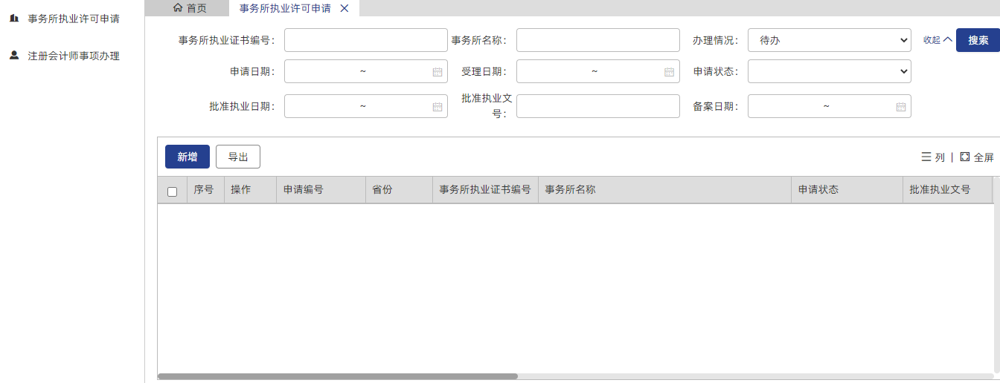 事务所执业许可申请
注册会计师事项办理
首页 事务所执业许可申请
事务所执业证书编号： 事务所名称： 办理情况： 待办 收起 搜索
申请日期： ~ 受理日期： ~ 申请状态：
批准执业日期： ~ 批准执业文号： 备案日期： ~
新增 导出 列 | 全屏
序号 操作 申请编号 省份 事务所执业证书编号 事务所名称 申请状态 批准执业文号